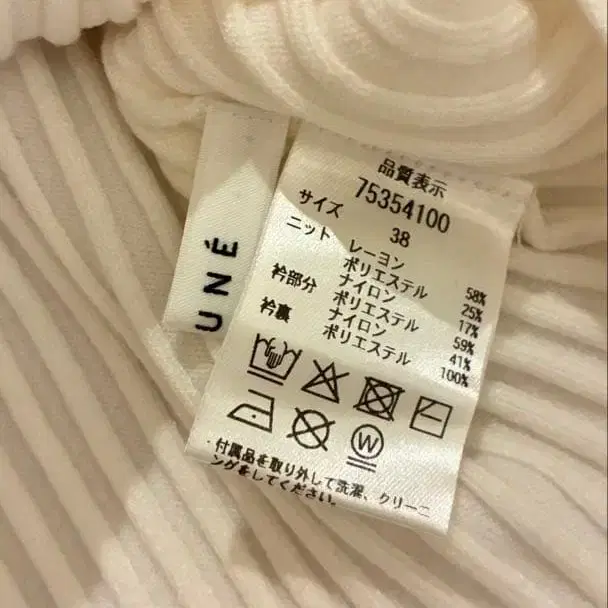 UNÉ
品質表示
75354100
サイズ 38
ニット レーヨン 58%
ポリエステル 25%
ナイロン 17%
衿部分 ポリエステル 59%
ナイロン 41%
衿裏 ポリエステル 100%
W
・付属品を取り外して洗濯、クリーニ
ングをしてください。